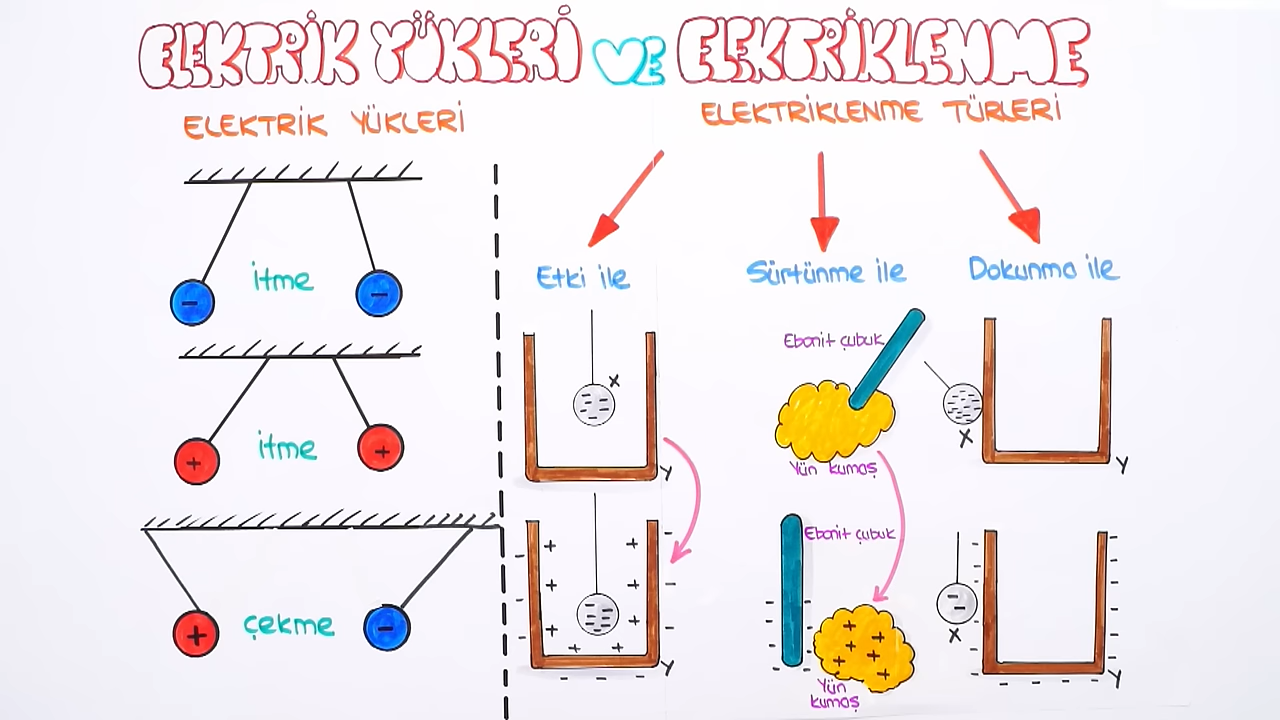 ELEKTRİK YÜKLERİ VE ELEKTRİKLENME
ELEKTRİK YÜKLERİ
ELEKTRİKLENME TÜRLERİ
itme
itme
çekme
Etki ile
Sürtünme ile
Dokunma ile
X
Y
Y
Ebonit çubuk
Yün kumaş
Ebonit çubuk
Yün
kumaş
X
Y
X
Y